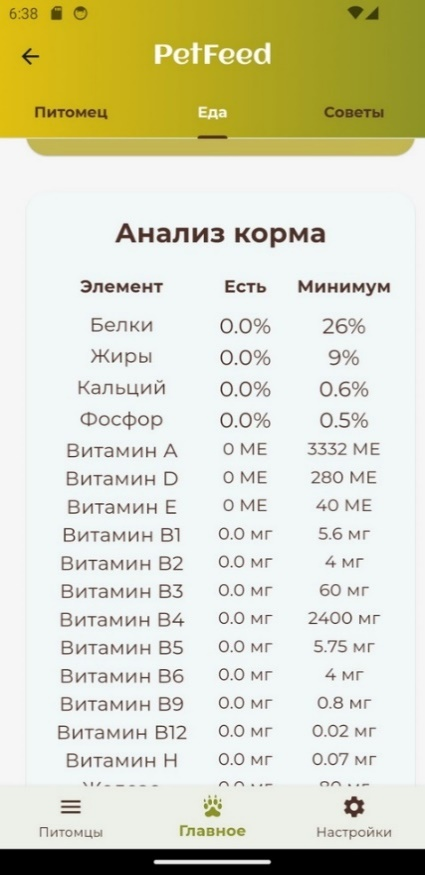 6:38
PetFeed
Питомец Еда Советы
Анализ корма
Элемент Есть Минимум
Белки 0.0% 26%
Жиры 0.0% 9%
Кальций 0.0% 0.6%
Фосфор 0.0% 0.5%
Витамин A 0 МЕ 3332 МЕ
Витамин D 0 МЕ 280 МЕ
Витамин E 0 МЕ 40 МЕ
Витамин B1 0.0 мг 5.6 мг
Витамин B2 0.0 мг 4 мг
Витамин B3 0.0 мг 60 мг
Витамин B4 0.0 мг 2400 мг
Витамин B5 0.0 мг 5.75 мг
Витамин B6 0.0 мг 4 мг
Витамин B9 0.0 мг 0.8 мг
Витамин B12 0.0 мг 0.02 мг
Витамин H 0.0 мг 0.07 мг
Питомцы Главное Настройки